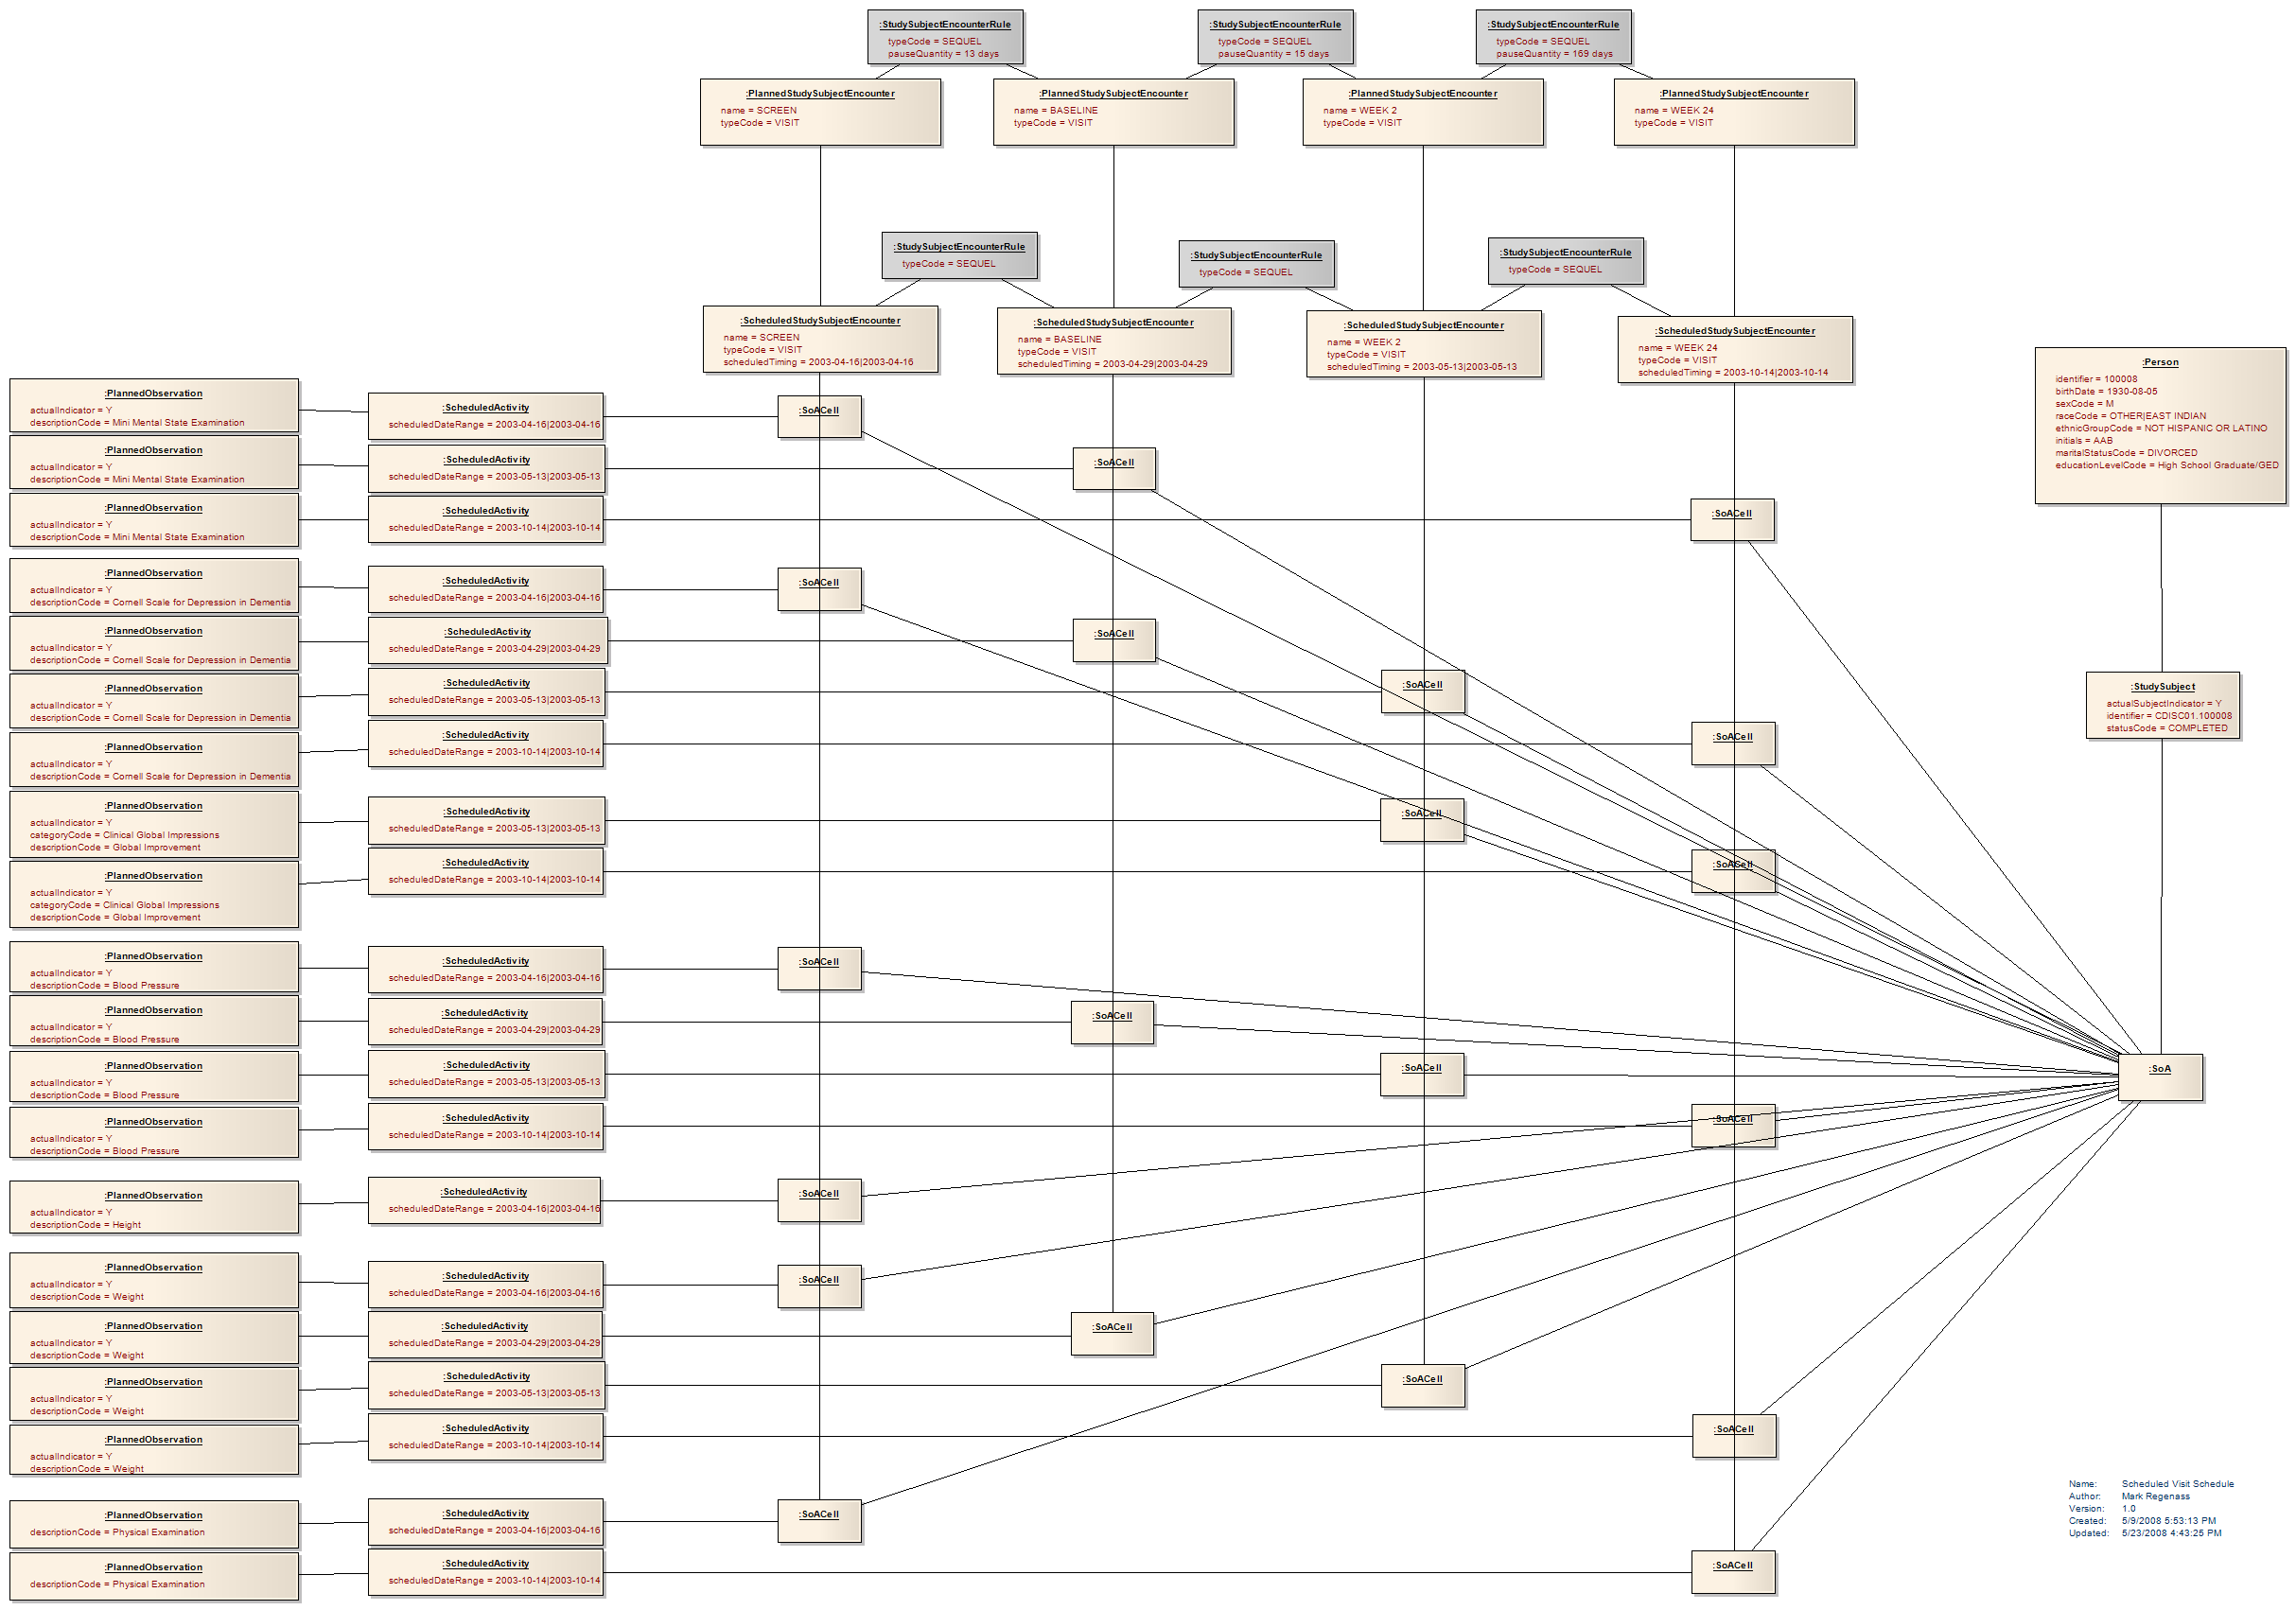 :StudySubjectEncounterRule
typeCode = SEQUEL
pauseQuantity = 13 days
:StudySubjectEncounterRule
typeCode = SEQUEL
pauseQuantity = 15 days
:StudySubjectEncounterRule
typeCode = SEQUEL
pauseQuantity = 169 days
:PlannedStudySubjectEncounter
name = SCREEN
typeCode = VISIT
:PlannedStudySubjectEncounter
name = BASELINE
typeCode = VISIT
:PlannedStudySubjectEncounter
name = WEEK 2
typeCode = VISIT
:PlannedStudySubjectEncounter
name = WEEK 24
typeCode = VISIT
:StudySubjectEncounterRule
typeCode = SEQUEL
:StudySubjectEncounterRule
typeCode = SEQUEL
:StudySubjectEncounterRule
typeCode = SEQUEL
:ScheduledStudySubjectEncounter
name = SCREEN
typeCode = VISIT
scheduledTiming = 2003-04-16|2003-04-16
:ScheduledStudySubjectEncounter
name = BASELINE
typeCode = VISIT
scheduledTiming = 2003-04-29|2003-04-29
:ScheduledStudySubjectEncounter
name = WEEK 2
typeCode = VISIT
scheduledTiming = 2003-05-13|2003-05-13
:ScheduledStudySubjectEncounter
name = WEEK 24
typeCode = VISIT
scheduledTiming = 2003-10-14|2003-10-14
:Person
identifier = 100008
birthDate = 1930-08-05
sexCode = M
raceCode = OTHER|EAST INDIAN
ethnicGroupCode = NOT HISPANIC OR LATINO
initials = AAB
maritalStatusCode = DIVORCED
educationLevelCode = High School Graduate/GED
:PlannedObservation
actualIndicator = Y
descriptionCode = Mini Mental State Examination
:ScheduledActivity
scheduledDateRange = 2003-04-16|2003-04-16
:SoACell
:PlannedObservation
actualIndicator = Y
descriptionCode = Mini Mental State Examination
:ScheduledActivity
scheduledDateRange = 2003-05-13|2003-05-13
:SoACell
:PlannedObservation
actualIndicator = Y
descriptionCode = Mini Mental State Examination
:ScheduledActivity
scheduledDateRange = 2003-10-14|2003-10-14
:SoACell
:PlannedObservation
actualIndicator = Y
descriptionCode = Cornell Scale for Depression in Dementia
:ScheduledActivity
scheduledDateRange = 2003-04-16|2003-04-16
:SoACell
:PlannedObservation
actualIndicator = Y
descriptionCode = Cornell Scale for Depression in Dementia
:ScheduledActivity
scheduledDateRange = 2003-04-29|2003-04-29
:SoACell
:PlannedObservation
actualIndicator = Y
descriptionCode = Cornell Scale for Depression in Dementia
:ScheduledActivity
scheduledDateRange = 2003-05-13|2003-05-13
:SoACell
:StudySubject
actualSubjectIndicator = Y
identifier = CDISC01.100008
statusCode = COMPLETED
:PlannedObservation
actualIndicator = Y
descriptionCode = Cornell Scale for Depression in Dementia
:ScheduledActivity
scheduledDateRange = 2003-10-14|2003-10-14
:SoACell
:PlannedObservation
actualIndicator = Y
categoryCode = Clinical Global Impressions
descriptionCode = Global Improvement
:ScheduledActivity
scheduledDateRange = 2003-05-13|2003-05-13
:SoACell
:PlannedObservation
actualIndicator = Y
categoryCode = Clinical Global Impressions
descriptionCode = Global Improvement
:ScheduledActivity
scheduledDateRange = 2003-10-14|2003-10-14
:SoACell
:PlannedObservation
actualIndicator = Y
descriptionCode = Blood Pressure
:ScheduledActivity
scheduledDateRange = 2003-04-16|2003-04-16
:SoACell
:PlannedObservation
actualIndicator = Y
descriptionCode = Blood Pressure
:ScheduledActivity
scheduledDateRange = 2003-04-29|2003-04-29
:SoACell
:PlannedObservation
actualIndicator = Y
descriptionCode = Blood Pressure
:ScheduledActivity
scheduledDateRange = 2003-05-13|2003-05-13
:SoACell
:SoA
:PlannedObservation
actualIndicator = Y
descriptionCode = Blood Pressure
:ScheduledActivity
scheduledDateRange = 2003-10-14|2003-10-14
:SoACell
:PlannedObservation
actualIndicator = Y
descriptionCode = Height
:ScheduledActivity
scheduledDateRange = 2003-04-16|2003-04-16
:SoACell
:PlannedObservation
actualIndicator = Y
descriptionCode = Weight
:ScheduledActivity
scheduledDateRange = 2003-04-16|2003-04-16
:SoACell
:PlannedObservation
actualIndicator = Y
descriptionCode = Weight
:ScheduledActivity
scheduledDateRange = 2003-04-29|2003-04-29
:SoACell
:PlannedObservation
actualIndicator = Y
descriptionCode = Weight
:ScheduledActivity
scheduledDateRange = 2003-05-13|2003-05-13
:SoACell
:PlannedObservation
actualIndicator = Y
descriptionCode = Weight
:ScheduledActivity
scheduledDateRange = 2003-10-14|2003-10-14
:SoACell
:PlannedObservation
descriptionCode = Physical Examination
:ScheduledActivity
scheduledDateRange = 2003-04-16|2003-04-16
:SoACell
:PlannedObservation
descriptionCode = Physical Examination
:ScheduledActivity
scheduledDateRange = 2003-10-14|2003-10-14
:SoACell
Name: Scheduled Visit Schedule
Author: Mark Regenass
Version: 1.0
Created: 5/9/2008 5:53:13 PM
Updated: 5/23/2008 4:43:25 PM